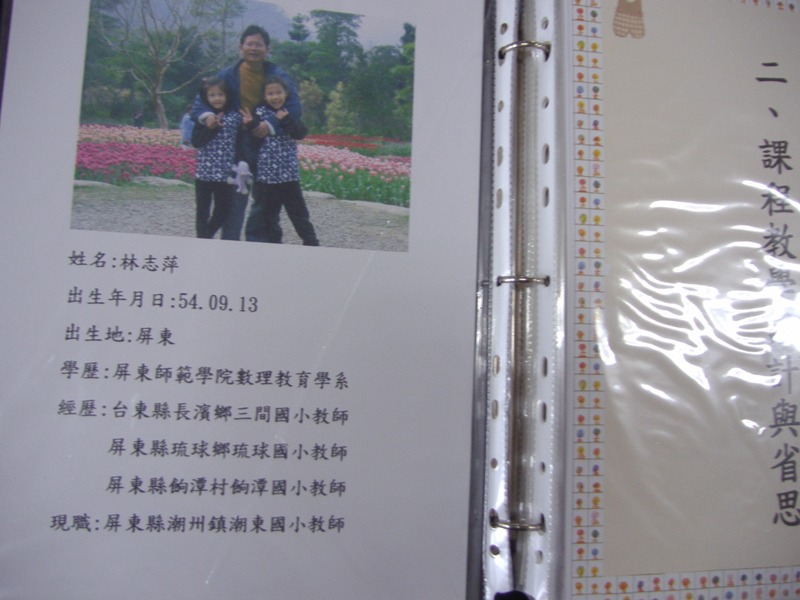 姓名:林志萍
出生年月日:54.09.13
出生地:屏東
學歷:屏東師範學院數理教育學系
經歷:台東縣長濱鄉三間國小教師
屏東縣琉球鄉琉球國小教師
屏東縣餉潭村餉潭國小教師
現職:屏東縣潮州鎮潮東國小教師
二、課程教學設計與省思